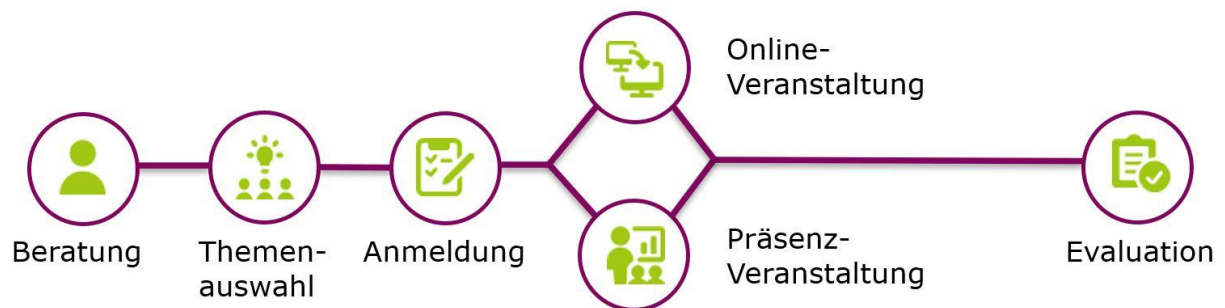 Beratung
Themen-
auswahl
Anmeldung
Online-
Veranstaltung
Präsenz-
Veranstaltung
Evaluation